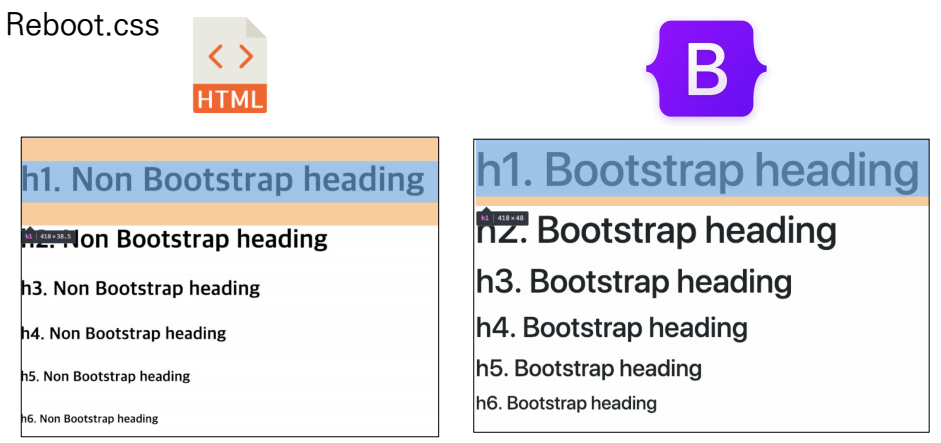 Reboot.css
HTML
B
h1. Non Bootstrap heading
h1 418×38.5
h2. Non Bootstrap heading
h3. Non Bootstrap heading
h4. Non Bootstrap heading
h5. Non Bootstrap heading
h6. Non Bootstrap heading
h1. Bootstrap heading
h1 418×48
h2. Bootstrap heading
h3. Bootstrap heading
h4. Bootstrap heading
h5. Bootstrap heading
h6. Bootstrap heading